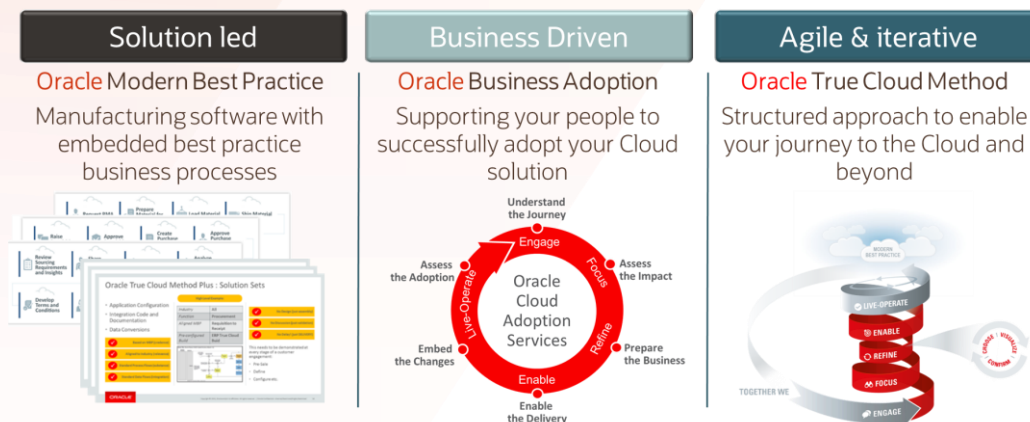 Solution led
Oracle Modern Best Practice
Manufacturing software with
embedded best practice
business processes
Raise
Approve
Create
Purchase
Approve
Purchase
Review
Sourcing
Requirements
and Insights
Develop
Terms and
Conditions
Oracle True Cloud Method Plus : Solution Sets
• Application Configuration
• Integration Code and
Documentation
• Data Conversions
ORACLE
Business Driven
Oracle Business Adoption
Supporting your people to
successfully adopt your Cloud
solution
Understand
the Journey
Engage
Assess
the Adoption
Assess
the Impact
Focus
Live-Operate
Oracle
Cloud
Adoption
Services
Refine
Embed
the Changes
Prepare
the Business
Enable
Enable
the Delivery
Agile & iterative
Oracle True Cloud Method
Structured approach to enable
your journey to the Cloud and
beyond
MODERN
BEST PRACTICE
LIVE-OPERATE
ENABLE
REFINE
FOCUS
ENGAGE
TOGETHER WE
CHOOSE
VISUALIZE
CONFIRM